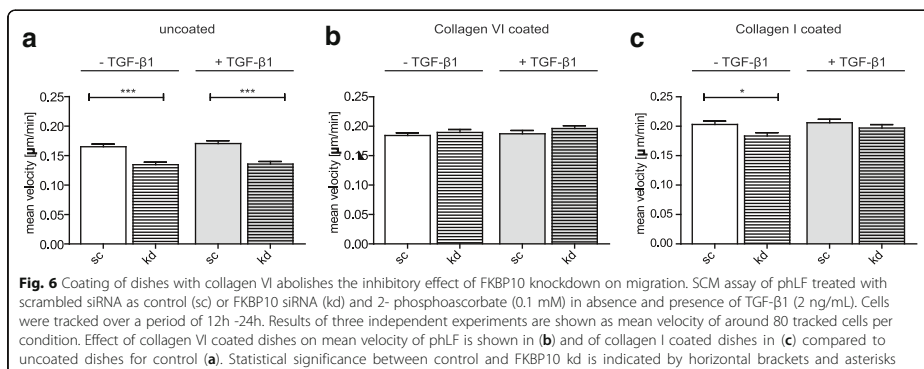 a
uncoated
- TGF-β1
+ TGF-β1
***
***
mean velocity [µm/min]
0.25
0.20
0.15
0.10
0.05
0.00
sc
kd
sc
kd
b
Collagen VI coated
- TGF-β1
+ TGF-β1
mean velocity [µm/min]
0.25
0.20
0.15
0.10
0.05
0.00
sc
kd
sc
kd
c
Collagen I coated
- TGF-β1
+ TGF-β1
*
mean velocity [µm/min]
0.25
0.20
0.15
0.10
0.05
0.00
sc
kd
sc
kd
Fig. 6 Coating of dishes with collagen VI abolishes the inhibitory effect of FKBP10 knockdown on migration. SCM assay of phLF treated with
scrambled siRNA as control (sc) or FKBP10 siRNA (kd) and 2- phosphoascorbate (0.1 mM) in absence and presence of TGF-β1 (2 ng/mL). Cells
were tracked over a period of 12h -24h. Results of three independent experiments are shown as mean velocity of around 80 tracked cells per
condition. Effect of collagen VI coated dishes on mean velocity of phLF is shown in (b) and of collagen I coated dishes in (c) compared to
uncoated dishes for control (a). Statistical significance between control and FKBP10 kd is indicated by horizontal brackets and asterisks